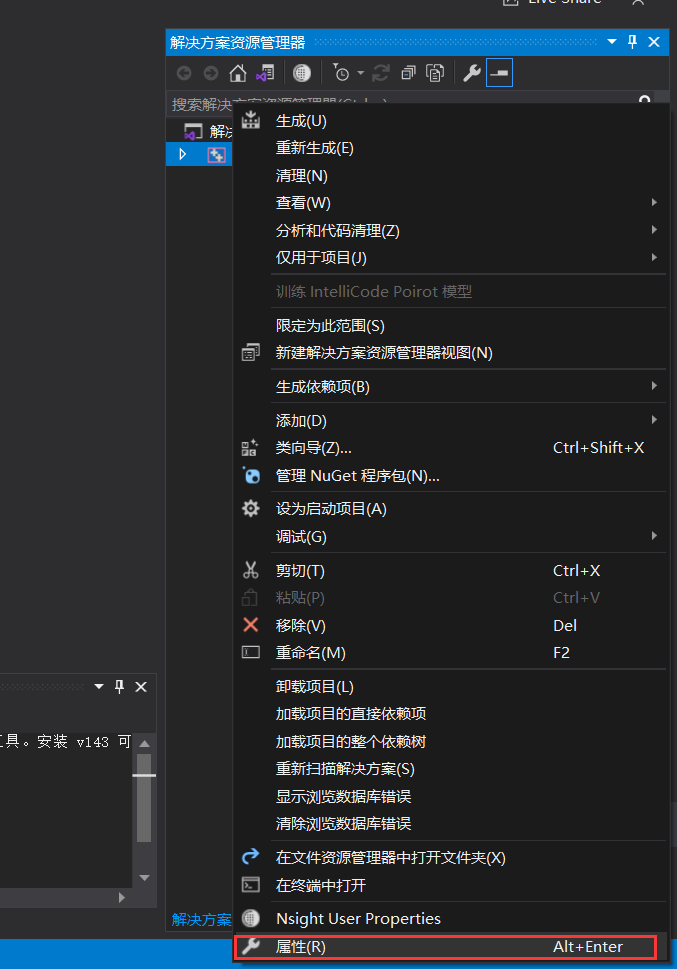 Live Share
解决方案资源管理器
搜索解决方案资源管理器(Ctrl+;)
解决
生成(U)
重新生成(E)
清理(N)
查看(W)
分析和代码清理(Z)
仅用于项目(J)
训练 IntelliCode Poirot 模型
限定为此范围(S)
新建解决方案资源管理器视图(N)
生成依赖项(B)
添加(D)
类向导(Z)... Ctrl+Shift+X
管理 NuGet 程序包(N)...
设为启动项目(A)
调试(G)
剪切(T) Ctrl+X
粘贴(P) Ctrl+V
移除(V) Del
重命名(M) F2
卸载项目(L)
加载项目的直接依赖项
工具。安装 v143 可
加载项目的整个依赖树
重新扫描解决方案(S)
显示浏览数据库错误
清除浏览数据库错误
在文件资源管理器中打开文件夹(X)
在终端中打开
解决方案
Nsight User Properties
属性(R) Alt+Enter